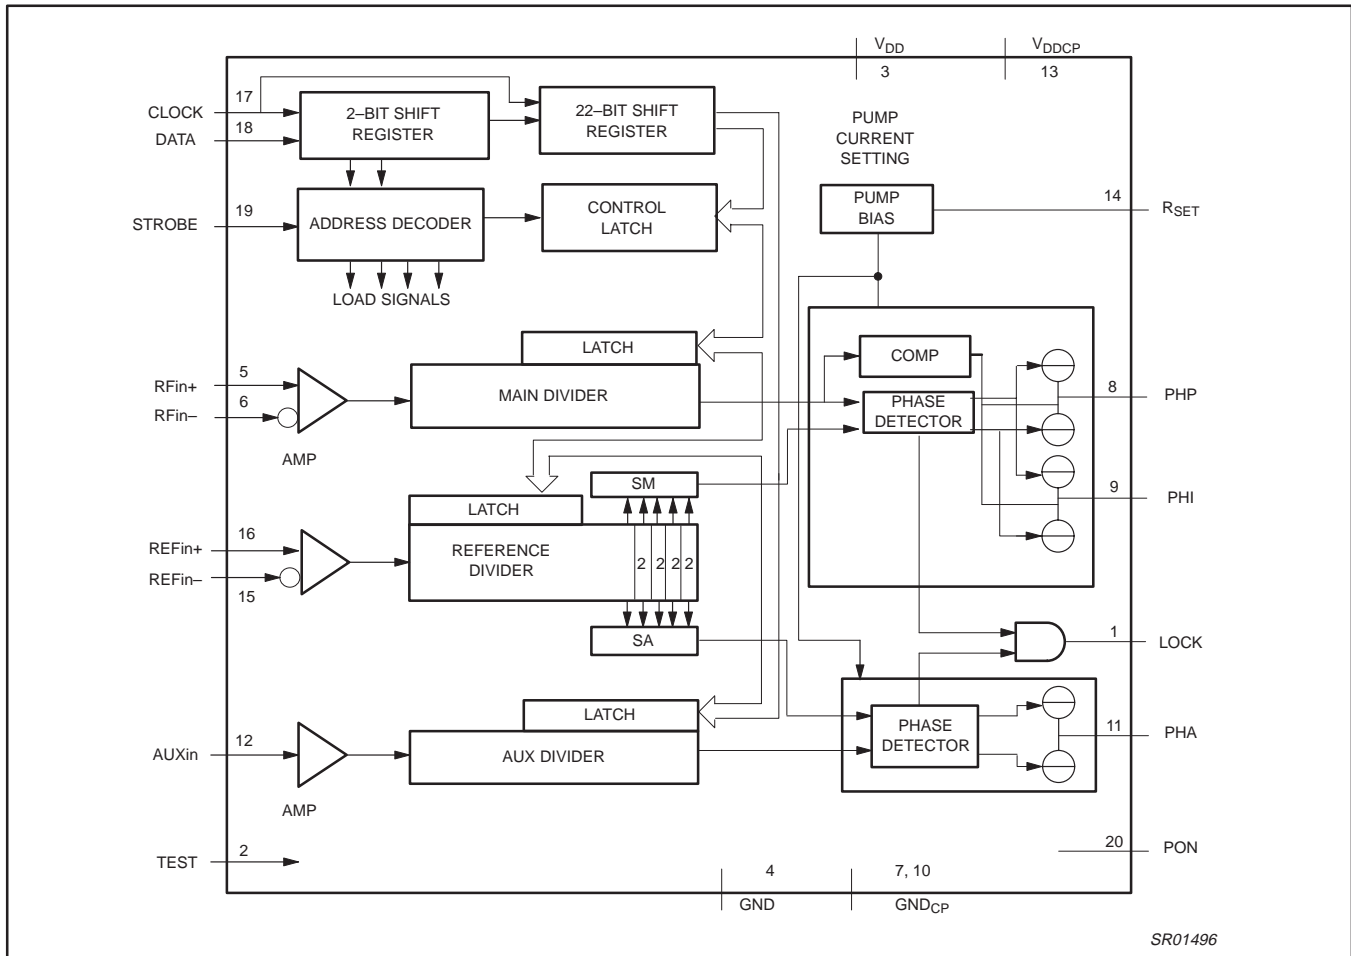 V_DD
3
V_DDCP
13
CLOCK
17
DATA
18
2–BIT SHIFT
REGISTER
22–BIT SHIFT
REGISTER
PUMP
CURRENT
SETTING
STROBE
19
ADDRESS DECODER
CONTROL
LATCH
PUMP
BIAS
14
R_SET
LOAD SIGNALS
LATCH
COMP
RFin+
5
RFin–
6
AMP
MAIN DIVIDER
PHASE
DETECTOR
8
PHP
SM
LATCH
9
PHI
REFin+
16
REFin–
15
REFERENCE
DIVIDER
2 2 2 2
SA
1
LOCK
LATCH
AUXin
12
AMP
AUX DIVIDER
PHASE
DETECTOR
11
PHA
TEST
2
20
PON
4
GND
7, 10
GND_CP
SR01496